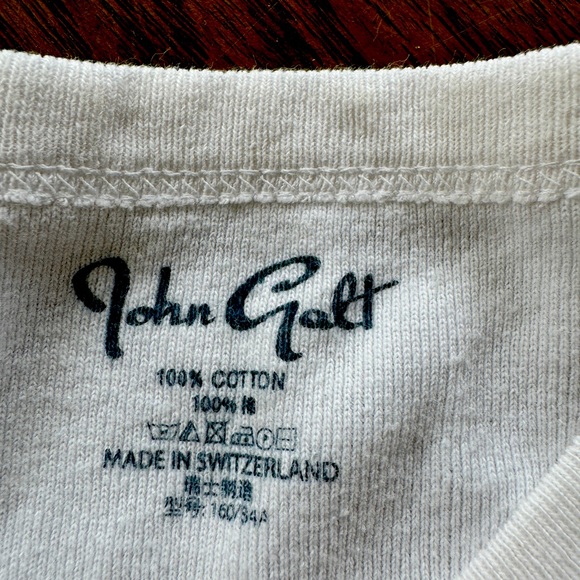 John Galt
100% COTTON
100% 棉
MADE IN SWITZERLAND
瑞士制造
型号: 160/84A